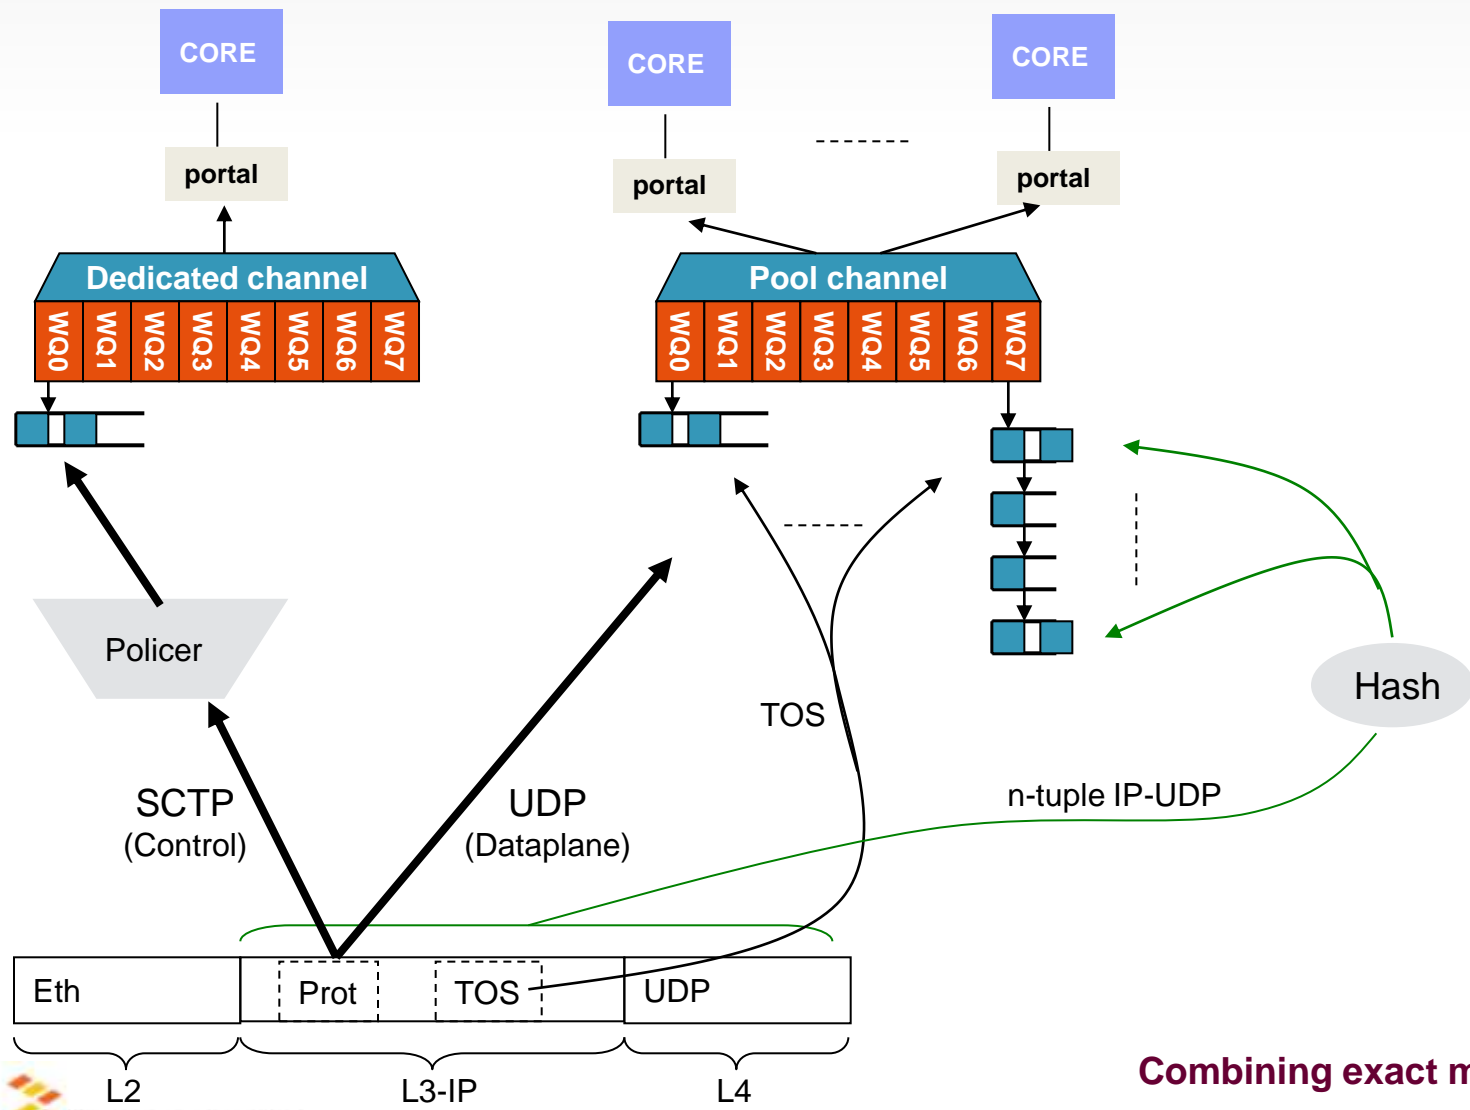 CORE
CORE
CORE
portal
portal
portal
Dedicated channel
Pool channel
WQ0 WQ1 WQ2 WQ3 WQ4 WQ5 WQ6 WQ7
WQ0 WQ1 WQ2 WQ3 WQ4 WQ5 WQ6 WQ7
Policer
Hash
TOS
SCTP
(Control)
UDP
(Dataplane)
n-tuple IP-UDP
Eth
Prot
TOS
UDP
L2
L3-IP
L4
Combining exact m